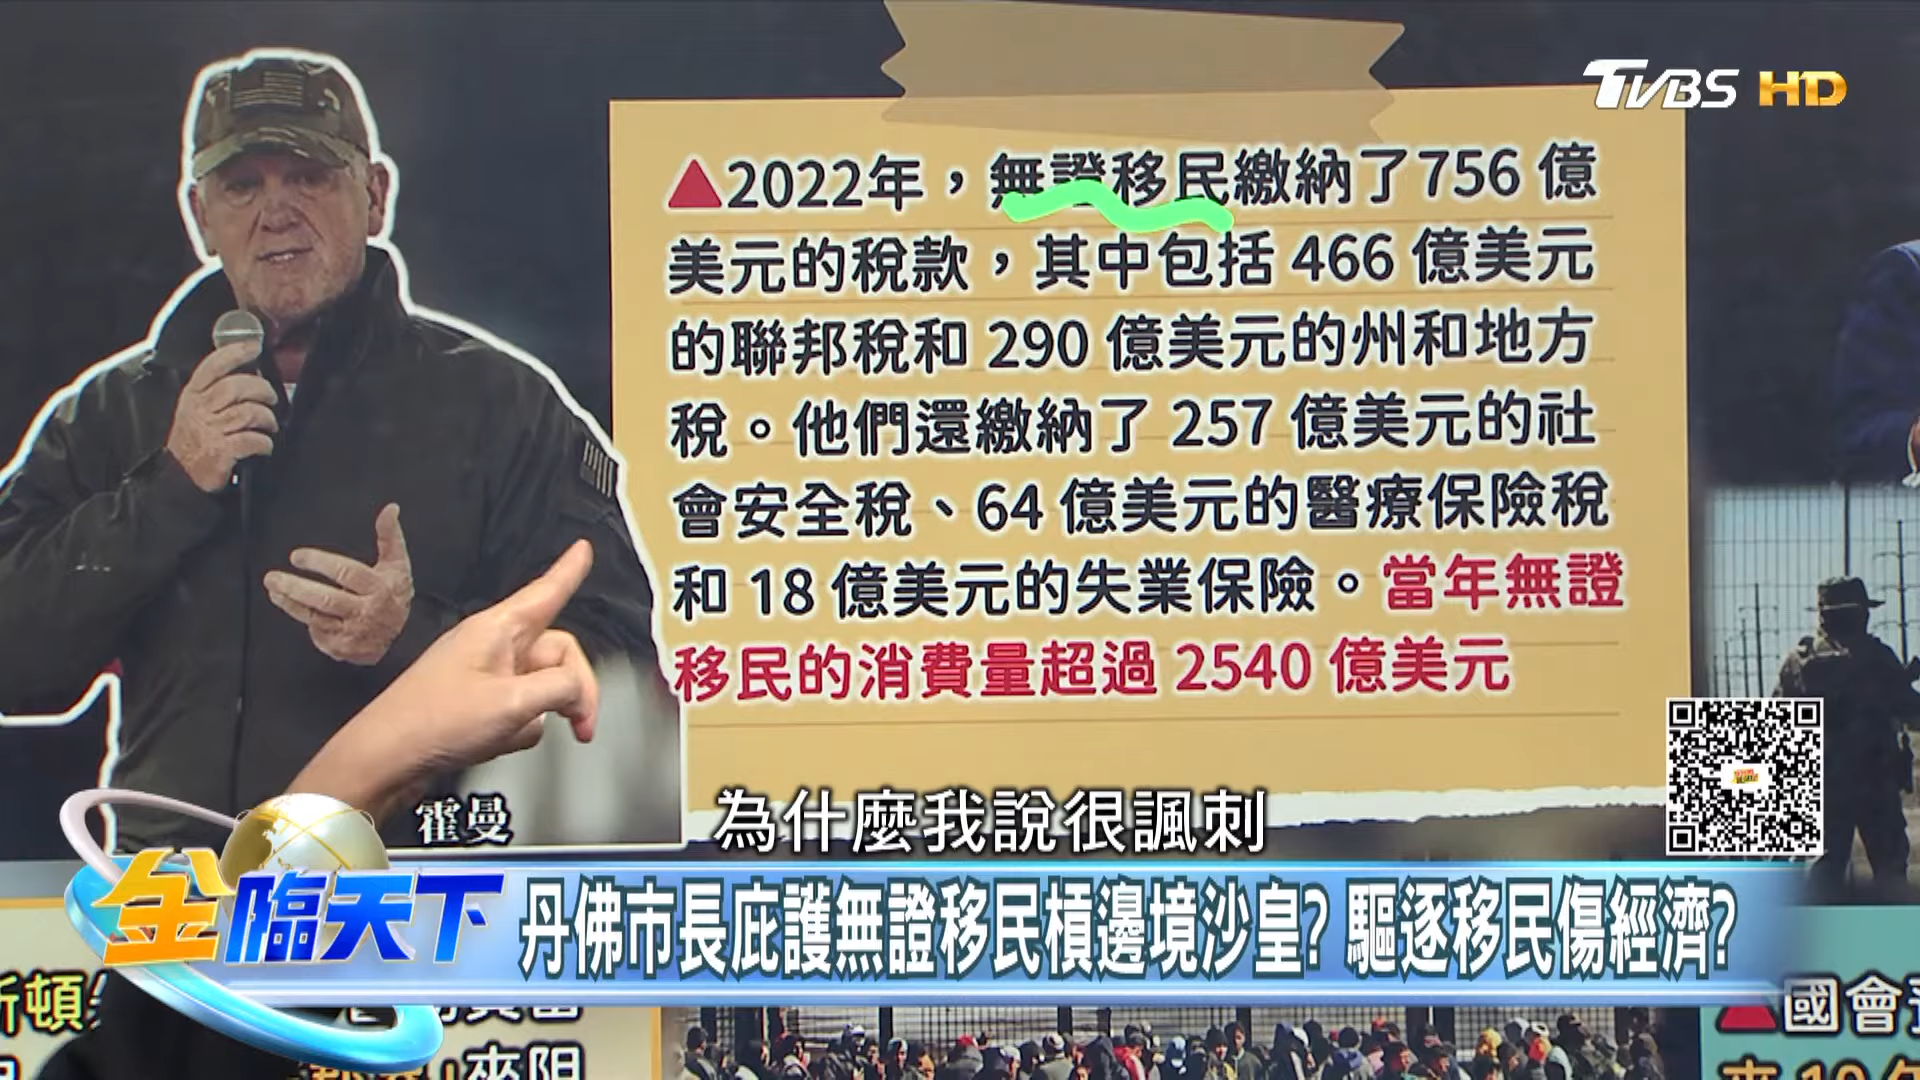 TVBS HD
▲2022年，無證移民繳納了756 億
美元的稅款，其中包括 466 億美元
的聯邦稅和 290 億美元的州和地方
稅。他們還繳納了 257 億美元的社
會安全稅、64 億美元的醫療保險稅
和 18 億美元的失業保險。當年無證
移民的消費量超過 2540 億美元
霍曼
為什麼我說很諷刺
金臨天下
丹佛市長庇護無證移民槓邊境沙皇? 驅逐移民傷經濟?
頓
來阻
▲國會